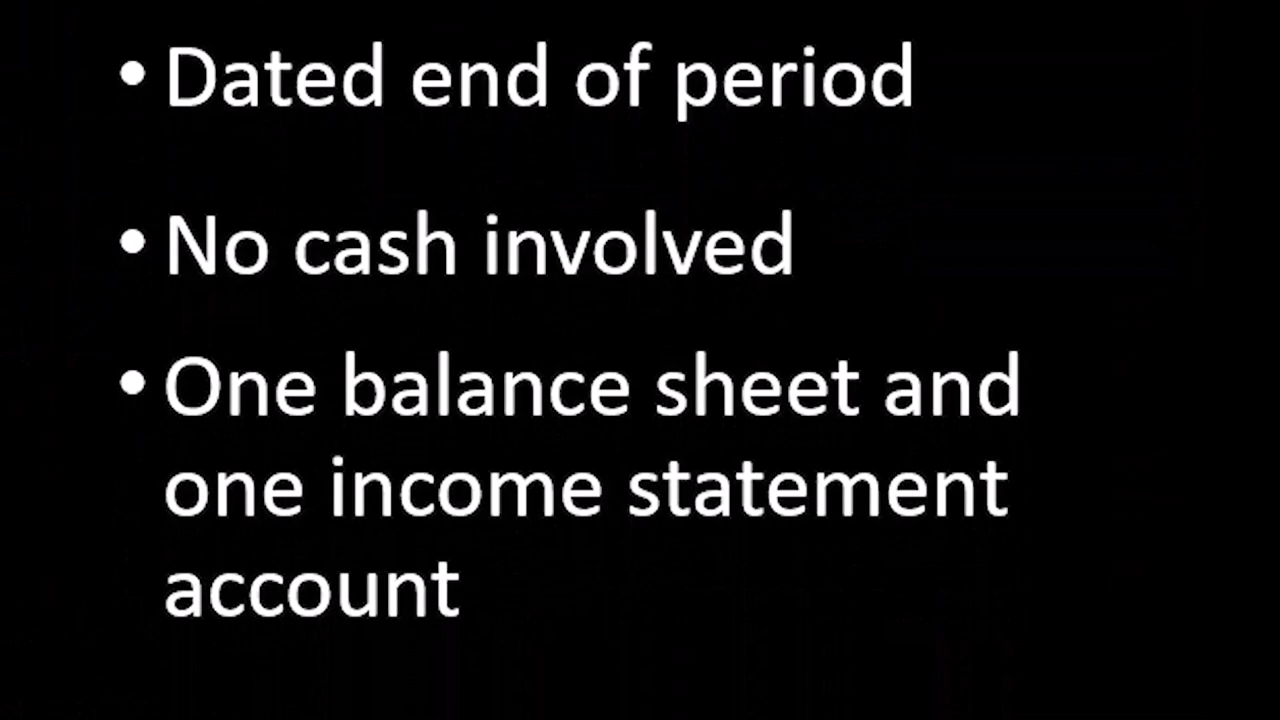 • Dated end of period
• No cash involved
• One balance sheet and
one income statement
account